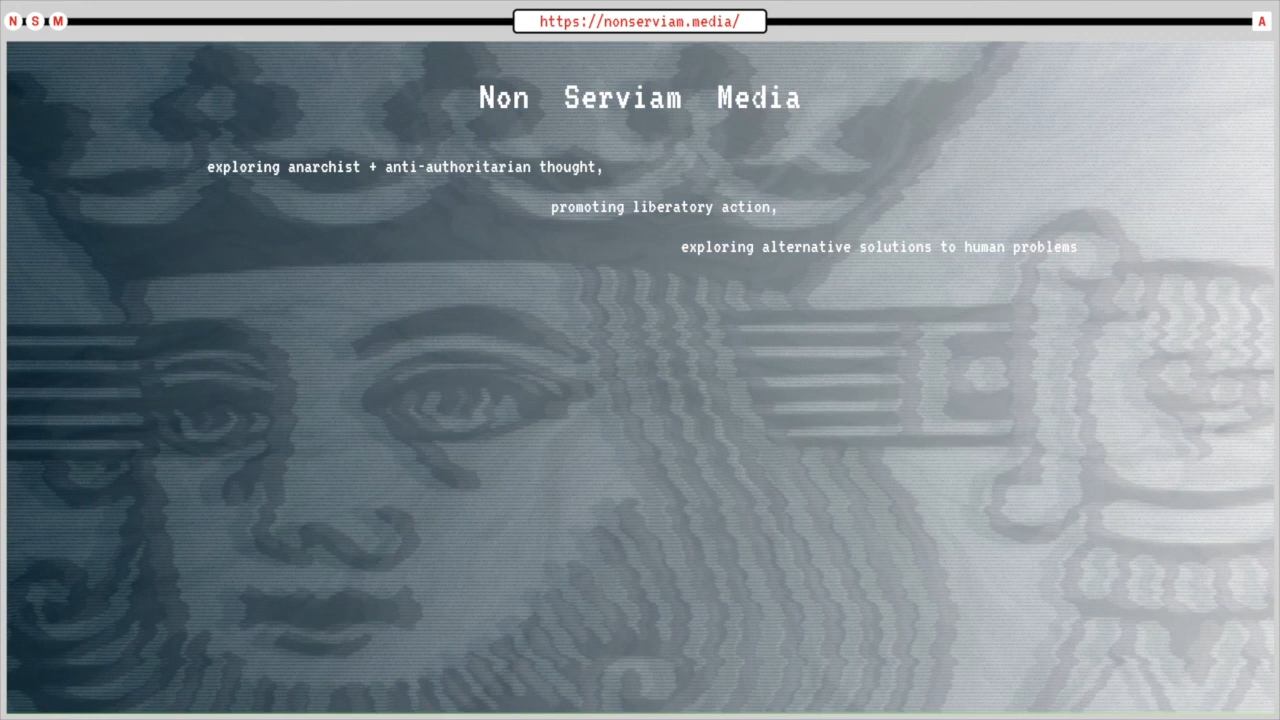 N S M https://nonserviam.media/ A
Non Serviam Media
exploring anarchist + anti-authoritarian thought,
promoting liberatory action,
exploring alternative solutions to human problems